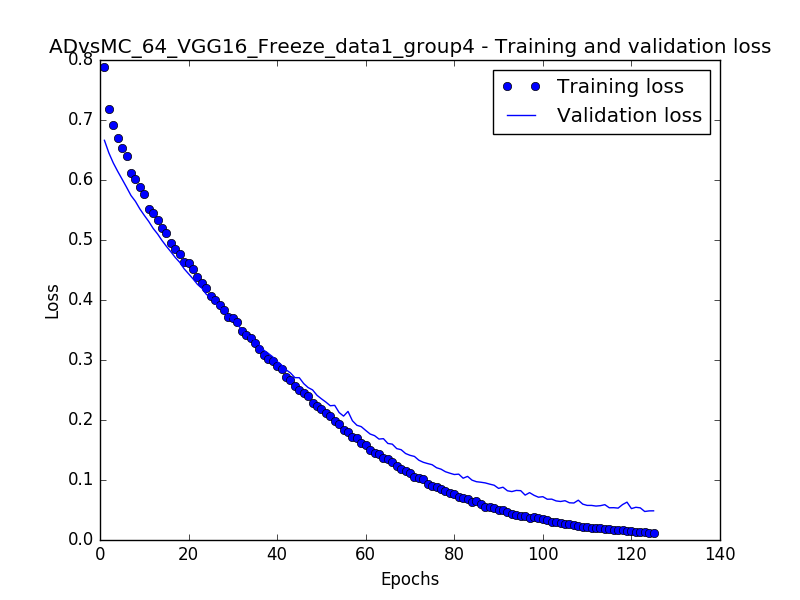 ADvsMC_64_VGG16_Freeze_data1_group4 - Training and validation loss
Training loss
Validation loss
0.8
0.7
0.6
0.5
0.4
0.3
0.2
0.1
0.0
Loss
0 20 40 60 80 100 120 140
Epochs